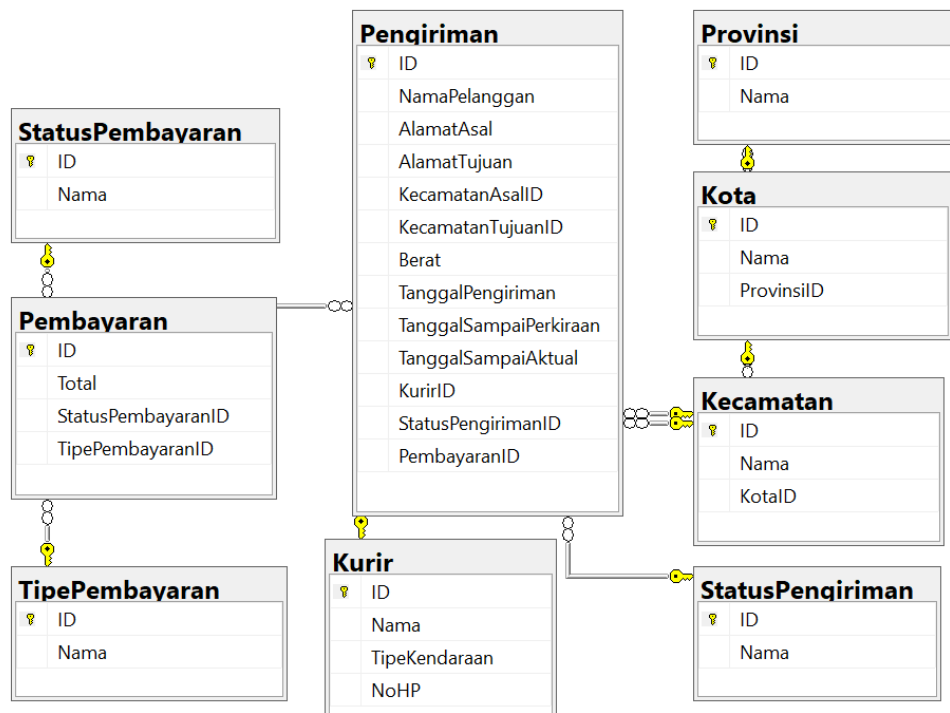 StatusPembayaran
ID
Nama
Pembayaran
ID
Total
StatusPembayaranID
TipePembayaranID
TipePembayaran
ID
Nama
Pengiriman
ID
NamaPelanggan
AlamatAsal
AlamatTujuan
KecamatanAsalID
KecamatanTujuanID
Berat
TanggalPengiriman
TanggalSampaiPerkiraan
TanggalSampaiAktual
KurirID
StatusPengirimanID
PembayaranID
Kurir
ID
Nama
TipeKendaraan
NoHP
Provinsi
ID
Nama
Kota
ID
Nama
ProvinsiID
Kecamatan
ID
Nama
KotaID
StatusPengiriman
ID
Nama